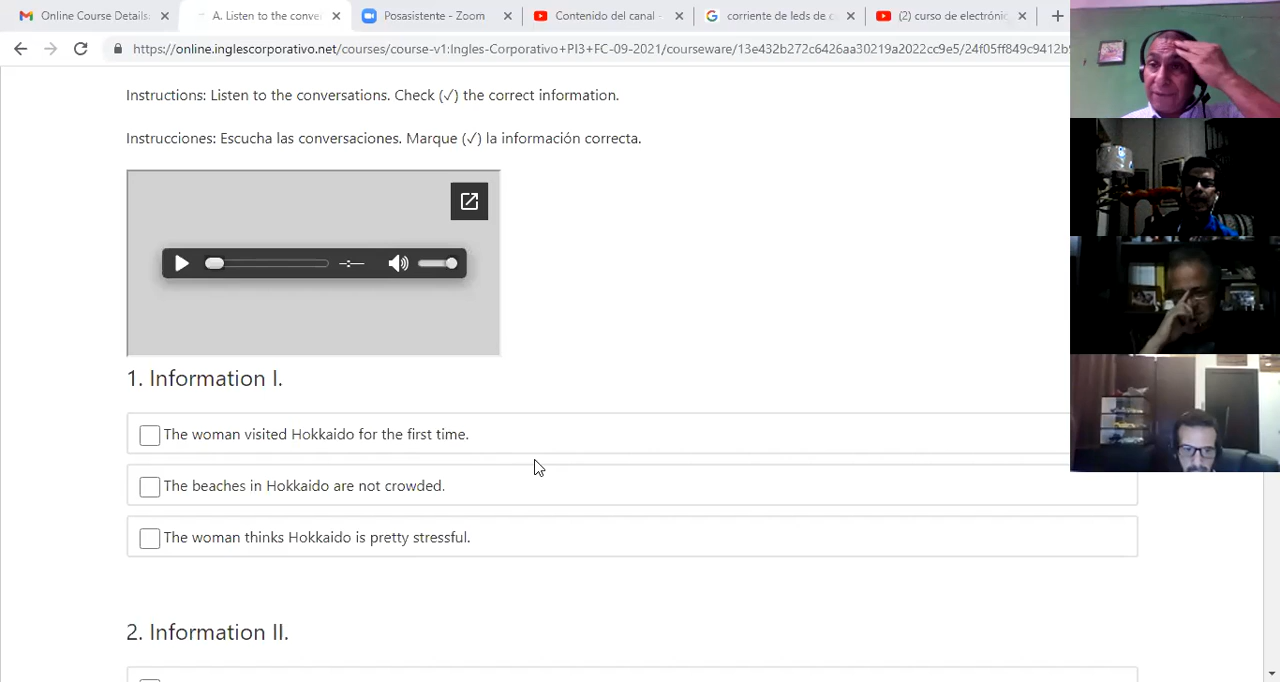 Online Course Details:
A. Listen to the conver
Posasistente - Zoom
Contenido del canal -
corriente de leds de c
(2) curso de electróni
https://online.inglescorporativo.net/courses/course-v1:Ingles-Corporativo+PI3+FC-09-2021/courseware/13e432b272c6426aa30219a2022cc9e5/24f05ff849c9412b9
Instructions: Listen to the conversations. Check (✓) the correct information.
Instrucciones: Escucha las conversaciones. Marque (✓) la información correcta.
-:-
1. Information I.
The woman visited Hokkaido for the first time.
The beaches in Hokkaido are not crowded.
The woman thinks Hokkaido is pretty stressful.
2. Information II.